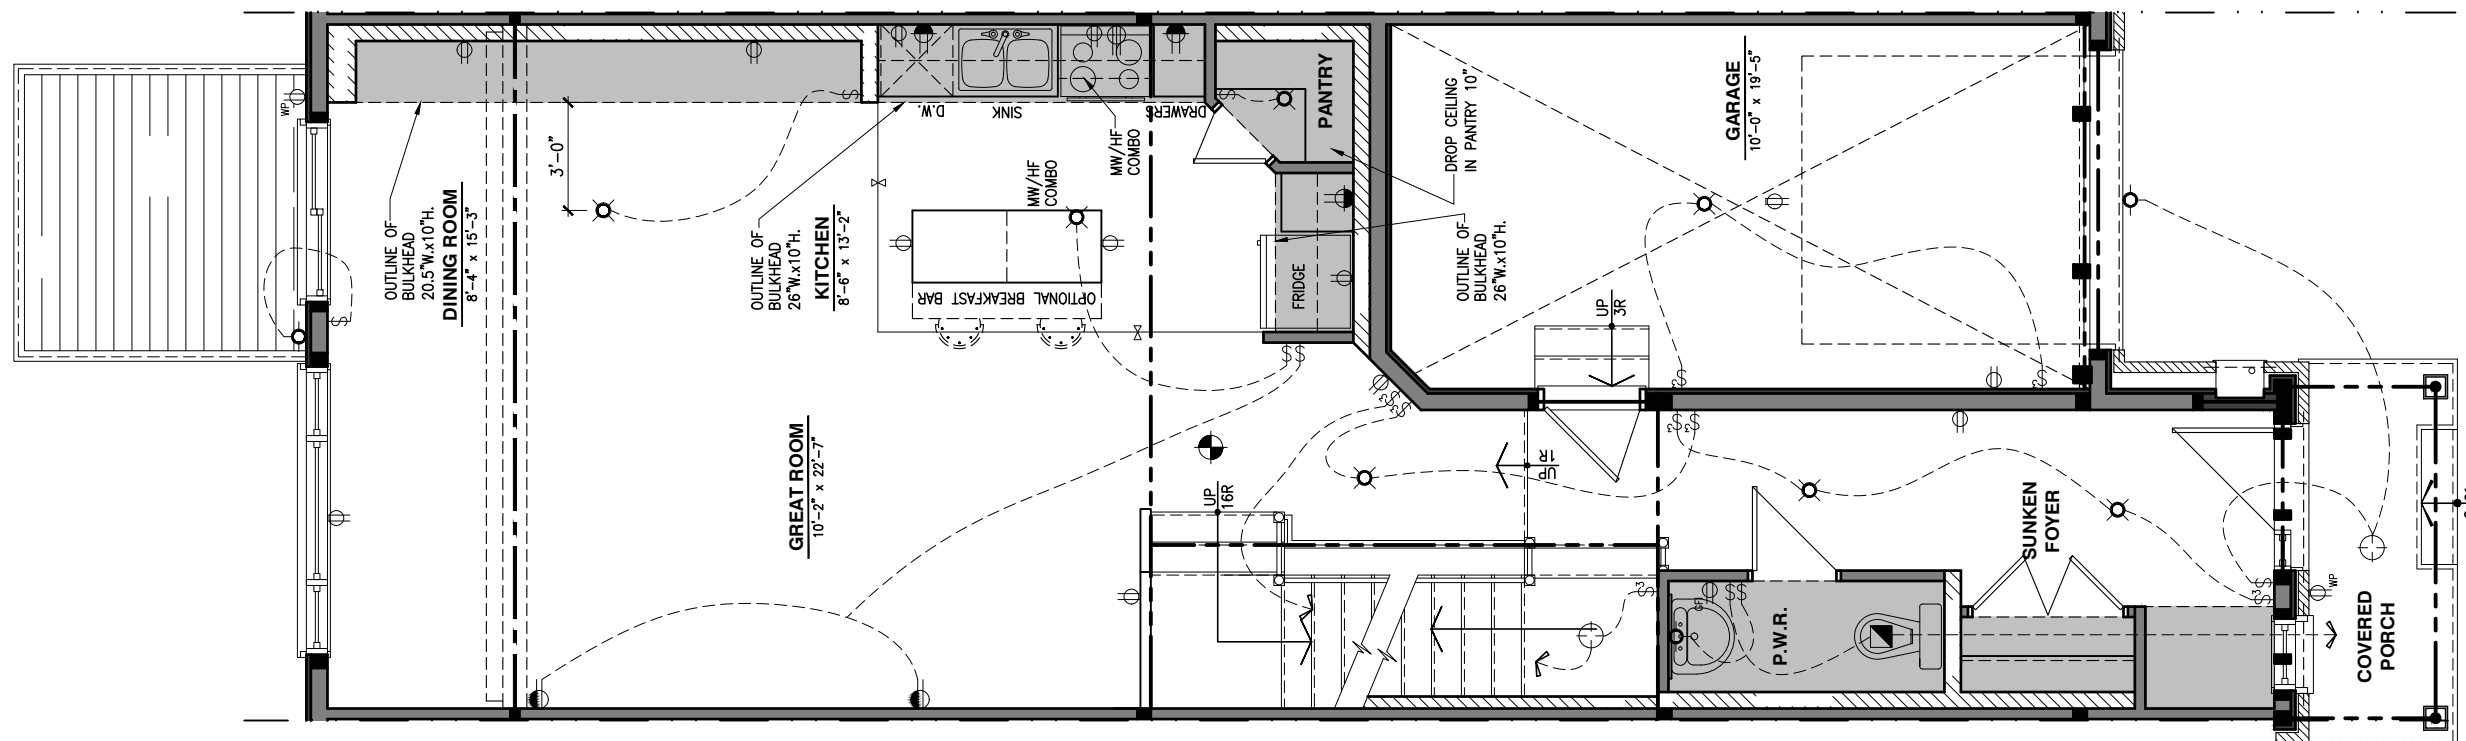 WP
OUTLINE OF
BULKHEAD
20.5"W.x10"H.
DINING ROOM
8'-4" x 15'-3"
3'-0"
OUTLINE OF
BULKHEAD
26"W.x10"H.
KITCHEN
8'-6" x 13'-2"
D.W.
SINK
MW/HF
COMBO
DRAWERS
MW/HF
COMBO
OPTIONAL BREAKFAST BAR
PANTRY
FRIDGE
DROP CEILING
IN PANTRY 10"
OUTLINE OF
BULKHEAD
26"W.x10"H.
GARAGE
10'-0" x 19'-5"
UP
3R
GREAT ROOM
10'-2" x 22'-7"
UP
16R
UP
1R
GFI
P.W.R.
SUNKEN
FOYER
WP
COVERED
PORCH